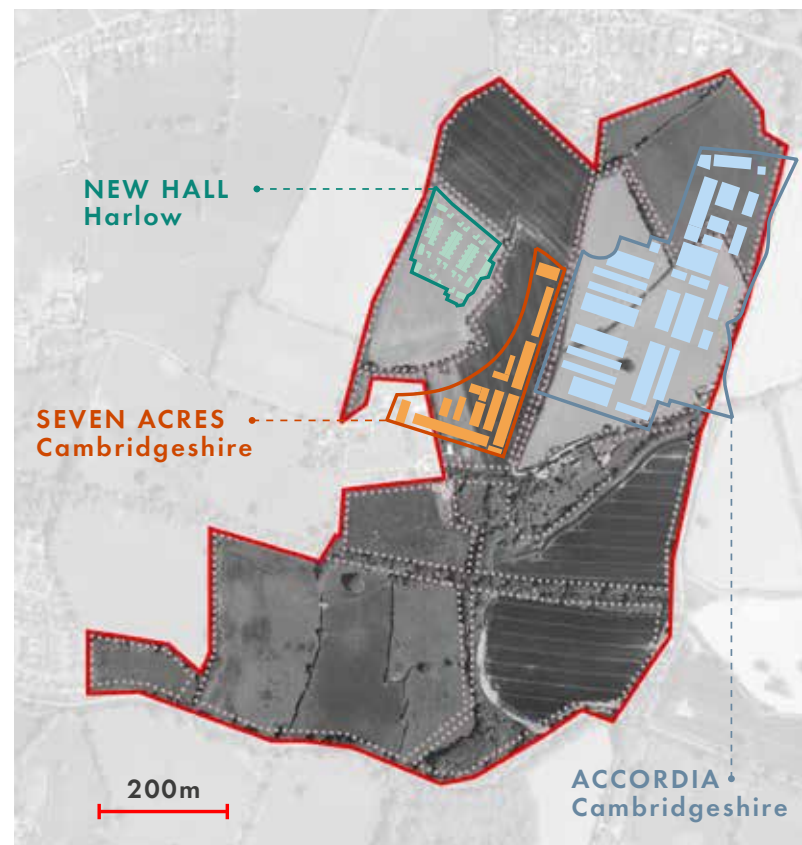 NEW HALL
Harlow
SEVEN ACRES
Cambridgeshire
200m
ACCORDIA
Cambridgeshire